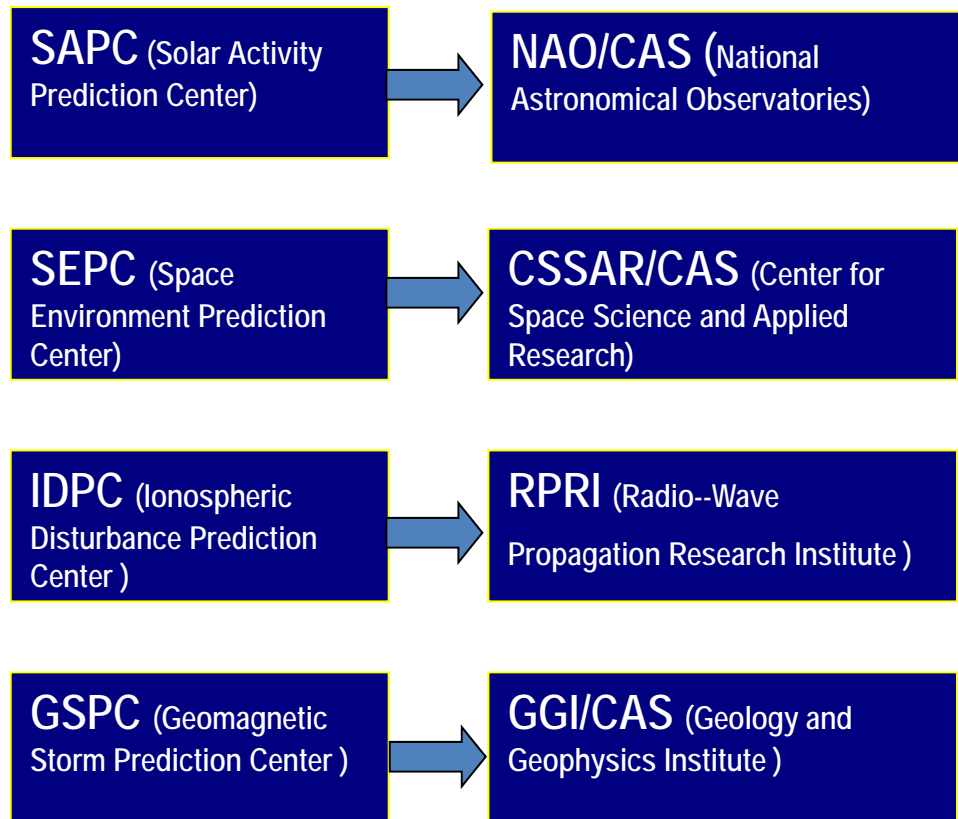 SAPC (Solar Activity
Prediction Center)
NAO/CAS (National
Astronomical Observatories)
SEPC (Space
Environment Prediction
Center)
CSSAR/CAS (Center for
Space Science and Applied
Research)
IDPC (Ionospheric
Disturbance Prediction
Center )
RPRI (Radio--Wave
Propagation Research Institute )
GSPC (Geomagnetic
Storm Prediction Center )
GGI/CAS (Geology and
Geophysics Institute )